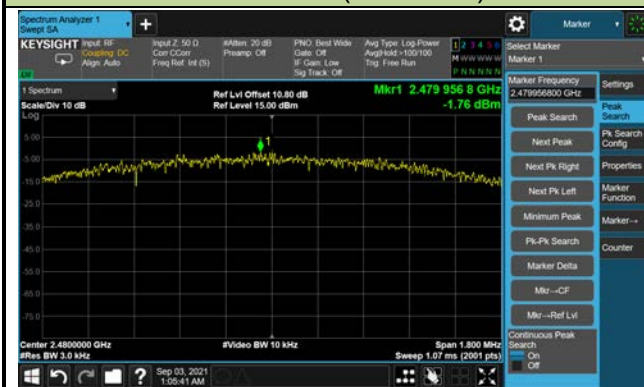 Spectrum Analyzer 1
Swept SA
+
Marker
KEYSIGHT
Input: RF
Coupling: DC
Align: Auto
Input Z: 50 Ω
Corr CCorr
Freq Ref: Int (S)
#Atten: 20 dB
Preamp: Off
PNO: Best Wide
Gate: Off
IF Gain: Low
Sig Track: Off
Avg Type: Log-Power
Avg|Hold:>100/100
Trig: Free Run
1 2 3 4 5 6
M W W W W W
P N N N N N
Select Marker
Marker 1
1 Spectrum
Scale/Div 10 dB
Log
Ref Lvl Offset 10.80 dB
Ref Level 15.00 dBm
Mkr1 2.479 956 8 GHz
-1.76 dBm
5.00
-5.00
-15.0
-25.0
-35.0
-45.0
-55.0
-65.0
-75.0
1
Center 2.4800000 GHz
#Res BW 3.0 kHz
#Video BW 10 kHz
Span 1.800 MHz
Sweep 1.07 ms (2001 pts)
Marker Frequency
2.479956800 GHz
Peak Search
Next Peak
Next Pk Right
Next Pk Left
Minimum Peak
Pk-Pk Search
Marker Delta
Mkr→CF
Mkr→Ref Lvl
Continuous Peak
Search
On
Off
Settings
Peak
Search
Pk Search
Config
Properties
Marker
Function
Marker→
Counter
?
Sep 03, 2021
1:05:41 AM